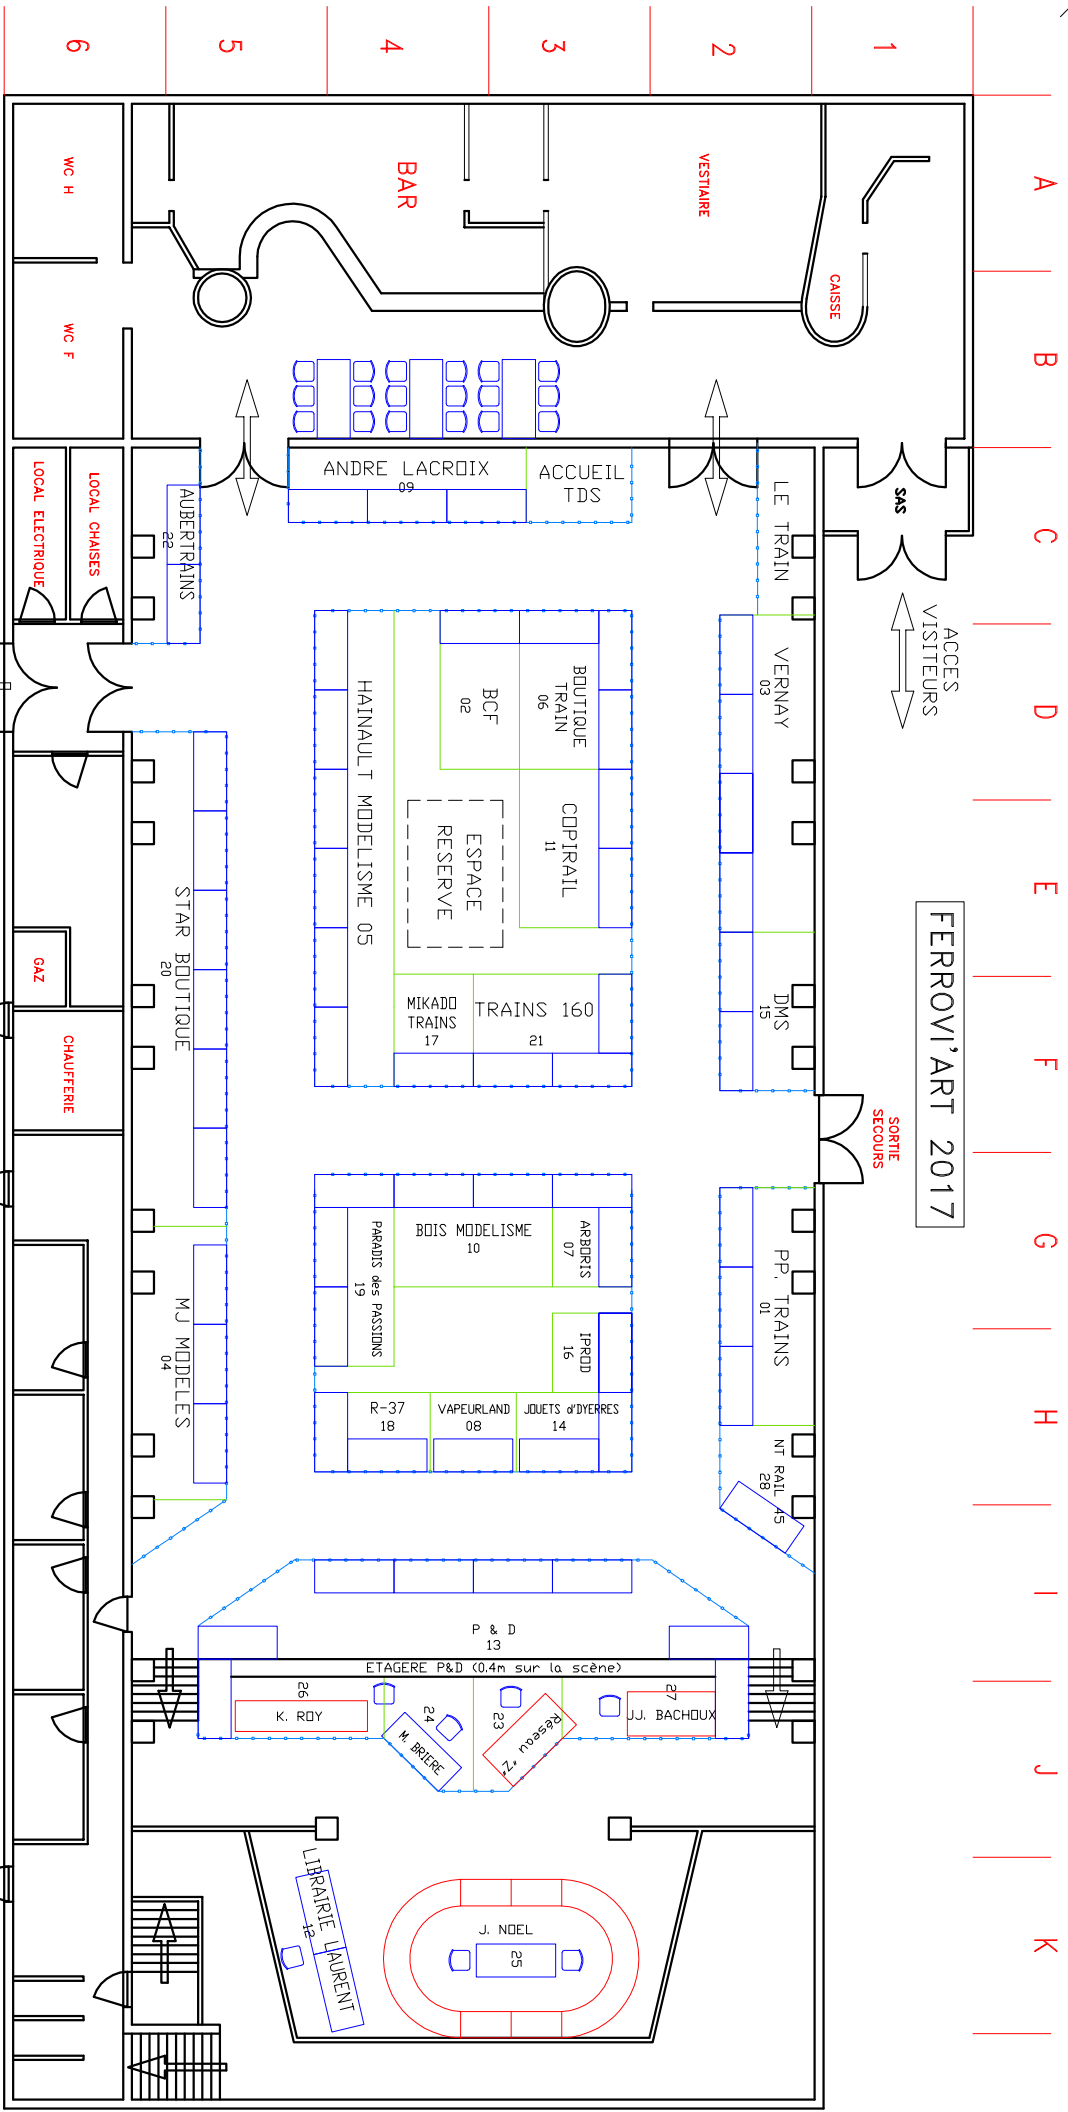 6
5
4
3
2
1
A
B
C
D
E
F
G
H
I
J
K
FERROVI'ART 2017
WC H
WC F
BAR
VESTIAIRE
CAISSE
SAS
ACCES
VISITEURS
LOCAL ELECTRIQUE
LOCAL CHAISES
ANDRE LACROIX
09
ACCUEIL
TDS
LE TRAIN
AUBERTRAINS
22
VERNAY
03
BOUTIQUE
TRAIN
06
BCF
02
HAINAULT MODELISME 05
COPIRAIL
11
ESPACE
RESERVE
STAR BOUTIQUE
20
GAZ
CHAUFFERIE
MIKADO
TRAINS
17
TRAINS 160
21
DMS
15
SORTIE
SECOURS
PP. TRAINS
01
BOIS MODELISME
10
ARBORIS
07
PARADIS des PASSIONS
19
IPROD
16
MJ MODELES
04
R-37
18
VAPEURLAND
08
JOUETS d'DYERRES
14
NT RAIL 45
28
P & D
13
ETAGERE P&D (0.4m sur la scène)
26
K. ROY
24
M. BRIERE
23
Réseau "Z"
27
JJ. BACHOUX
LIBRAIRIE LAURENT
12
J. NOEL
25